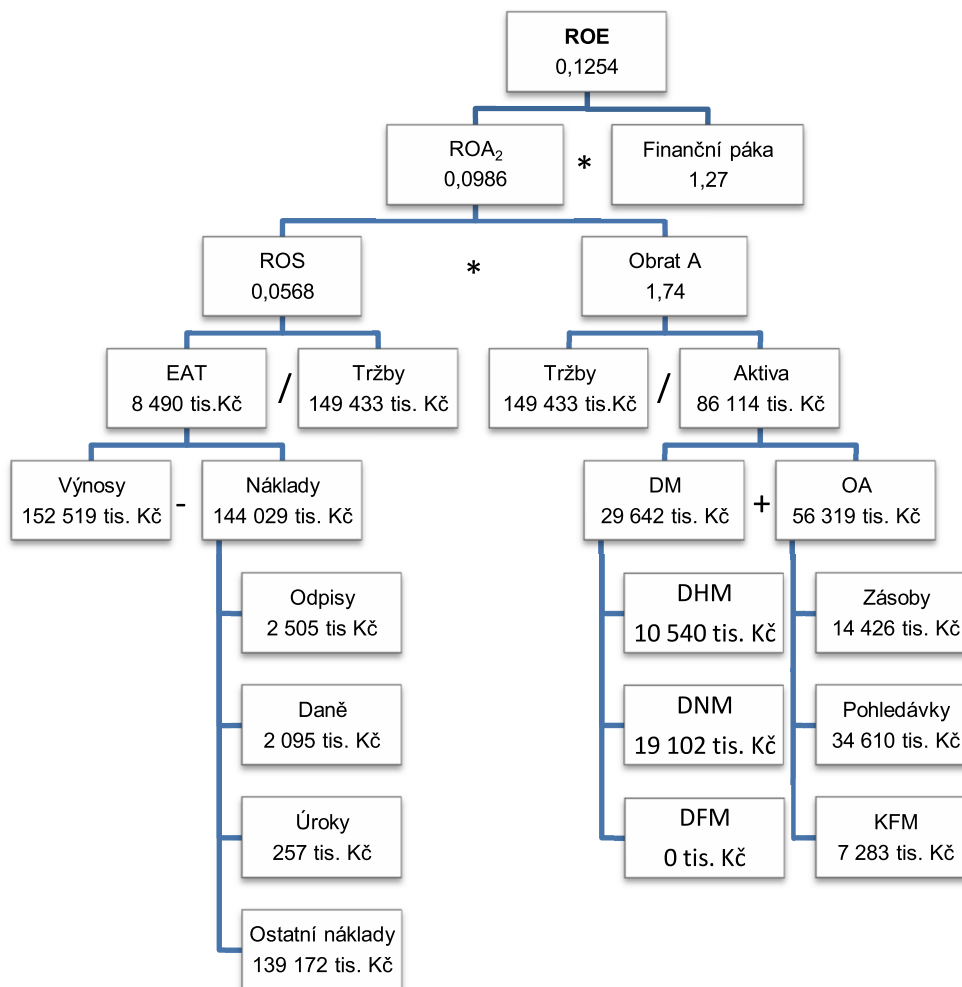 ROE
0,1254
ROA₂
0,0986
*
Finanční páka
1,27
ROS
0,0568
*
Obrat A
1,74
EAT
8 490 tis.Kč
/
Tržby
149 433 tis. Kč
Tržby
149 433 tis.Kč
/
Aktiva
86 114 tis. Kč
Výnosy
152 519 tis. Kč
-
Náklady
144 029 tis. Kč
DM
29 642 tis. Kč
+
OA
56 319 tis. Kč
Odpisy
2 505 tis Kč
DHM
10 540 tis. Kč
Zásoby
14 426 tis. Kč
Daně
2 095 tis. Kč
DNM
19 102 tis. Kč
Pohledávky
34 610 tis. Kč
Úroky
257 tis. Kč
DFM
0 tis. Kč
KFM
7 283 tis. Kč
Ostatní náklady
139 172 tis. Kč